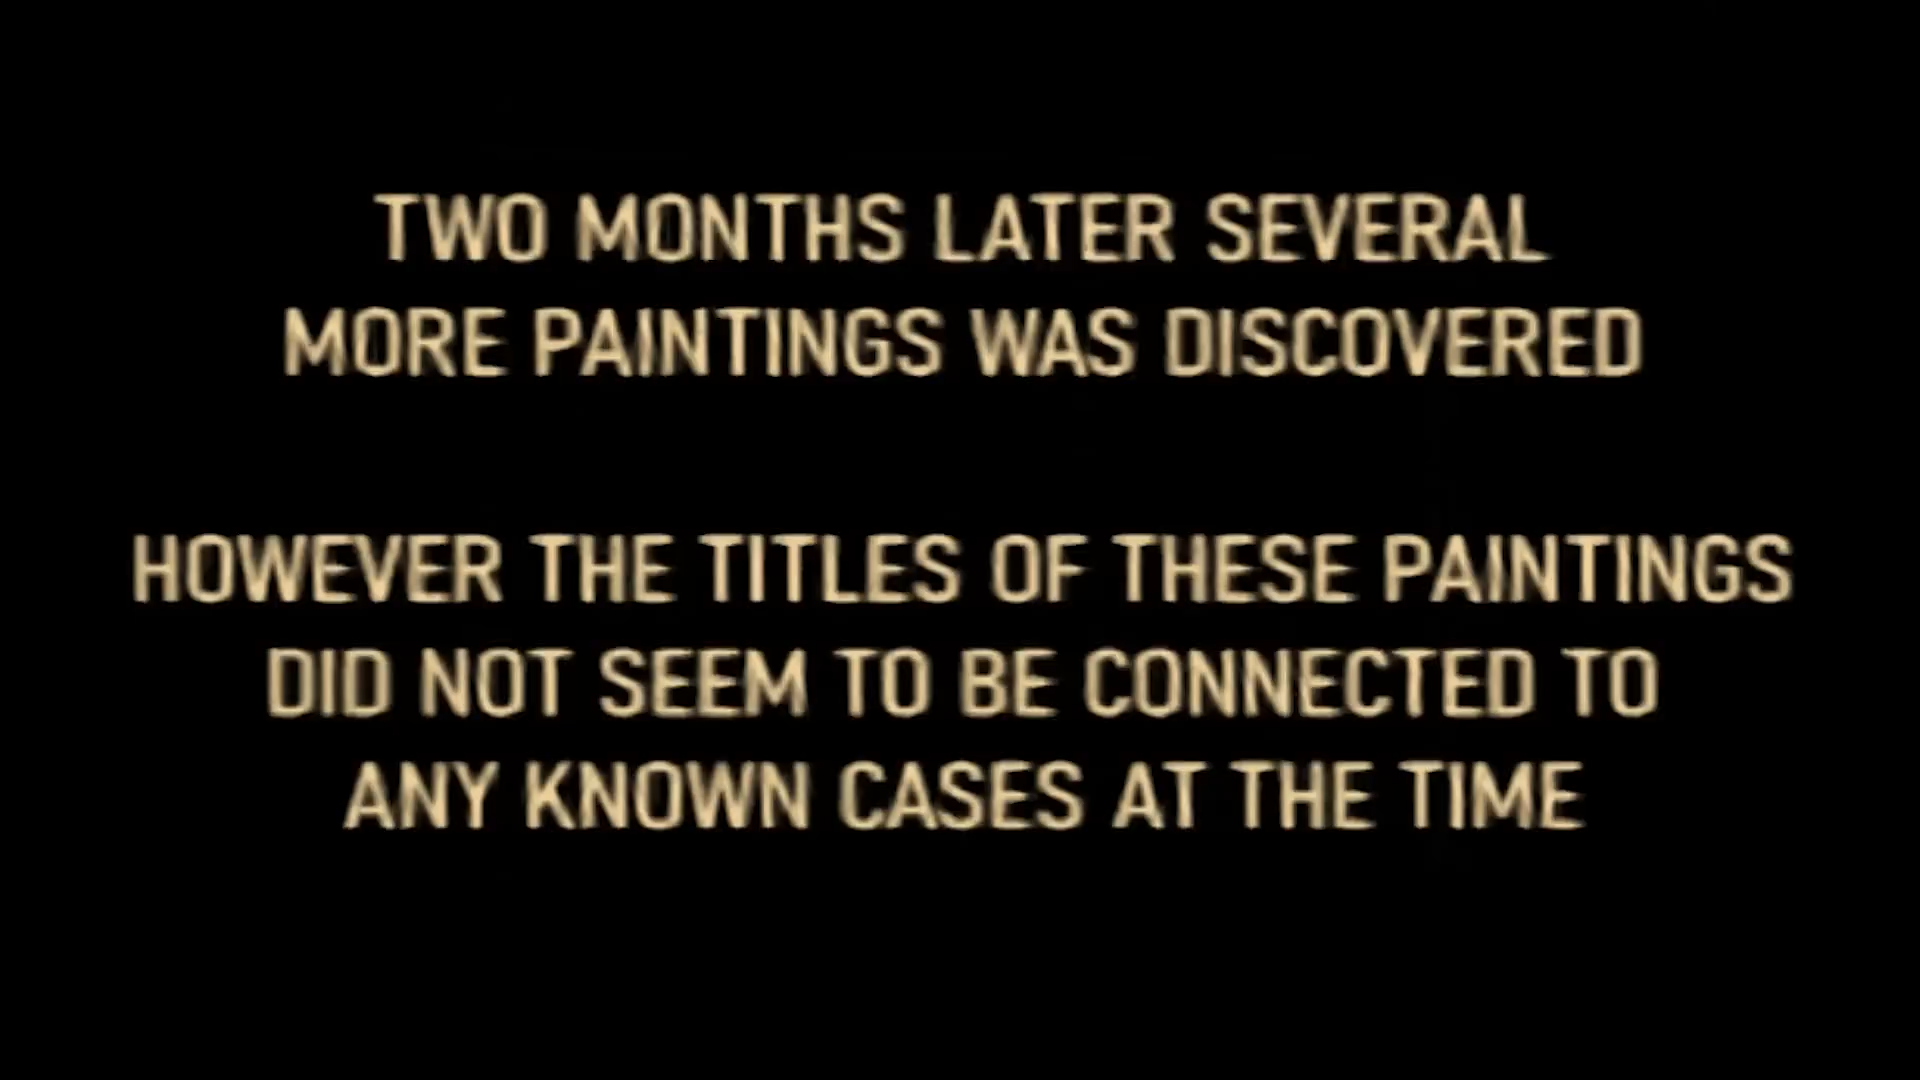 TWO MONTHS LATER SEVERAL
MORE PAINTINGS WAS DISCOVERED
HOWEVER THE TITLES OF THESE PAINTINGS
DID NOT SEEM TO BE CONNECTED TO
ANY KNOWN CASES AT THE TIME